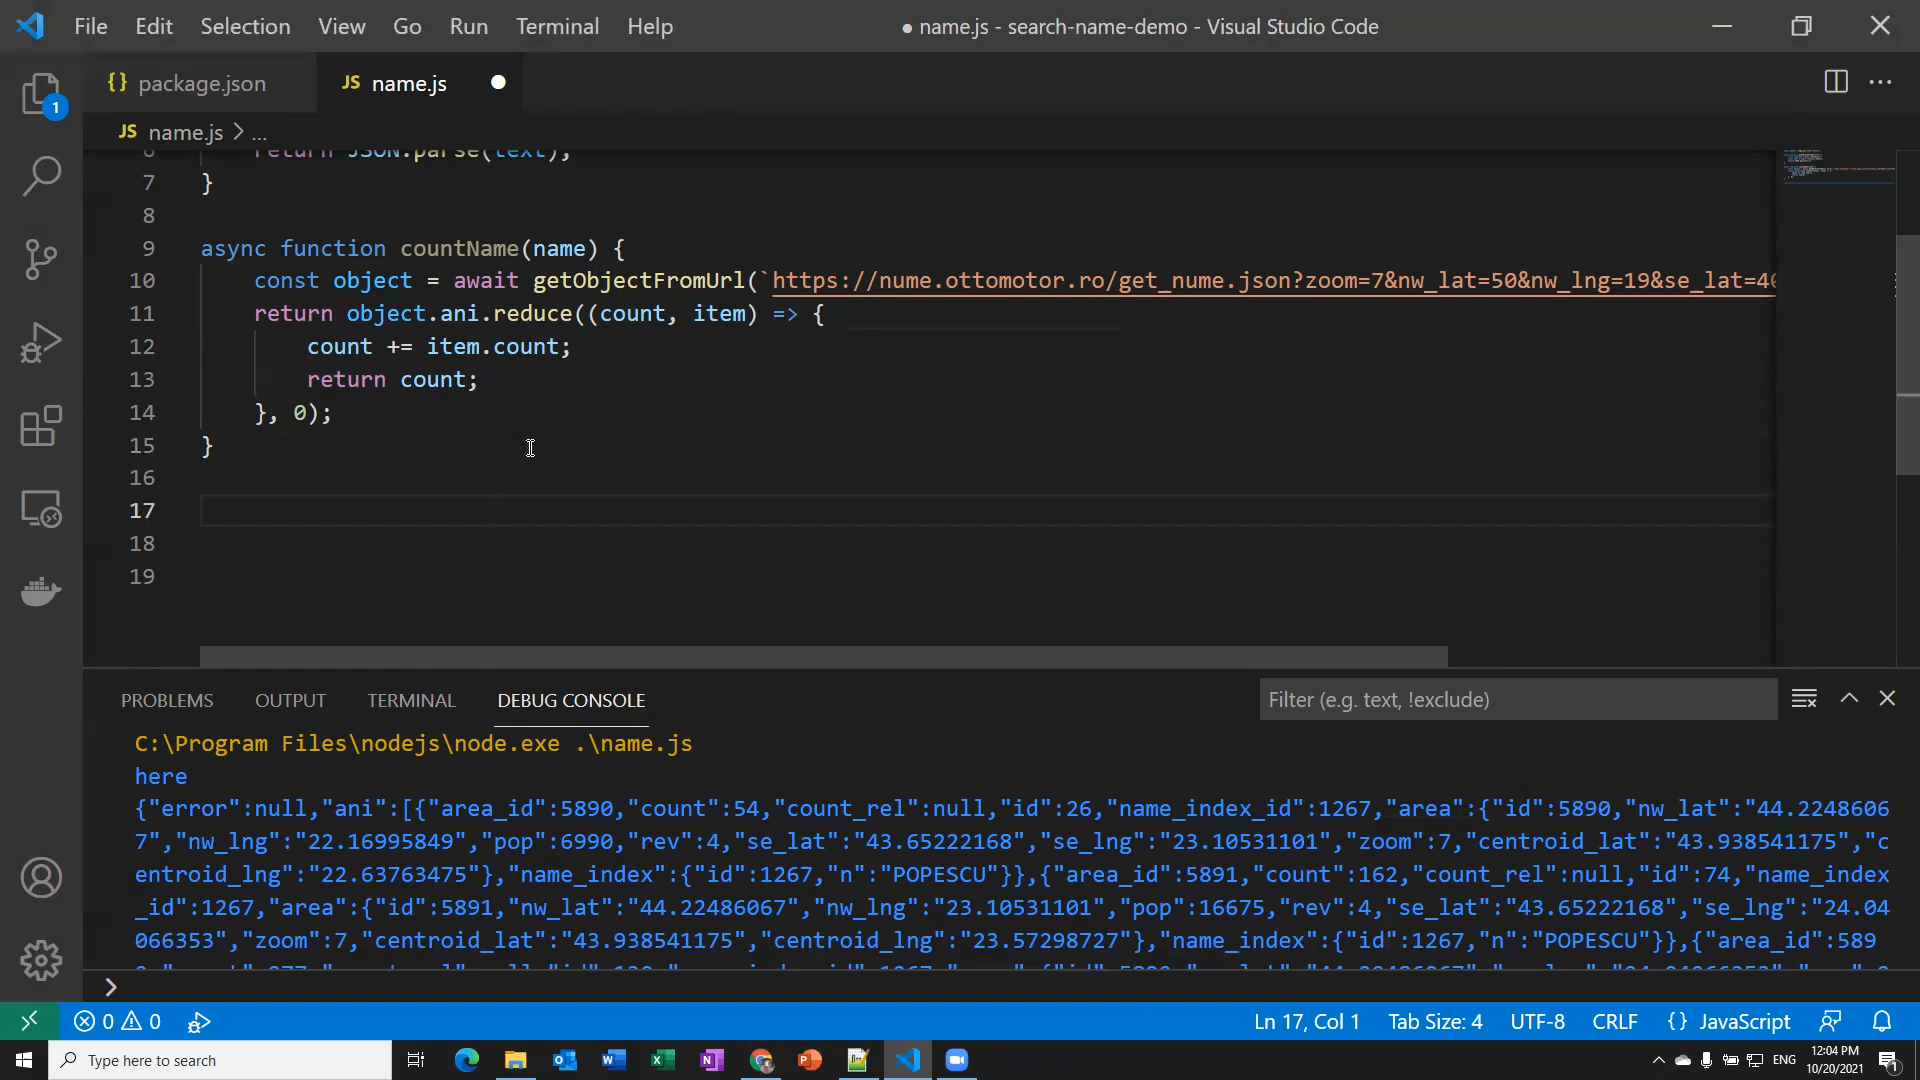 File Edit Selection View Go Run Terminal Help
● name.js - search-name-demo - Visual Studio Code
{} package.json
JS name.js ●
JS name.js > ...
6 return JSON.parse(text);
7 }
8
9 async function countName(name) {
10 const object = await getObjectFromUrl(`https://nume.ottomotor.ro/get_nume.json?zoom=7&nw_lat=50&nw_lng=19&se_lat=40
11 return object.ani.reduce((count, item) => {
12 count += item.count;
13 return count;
14 }, 0);
15 }
16
17
18
19
PROBLEMS OUTPUT TERMINAL DEBUG CONSOLE
Filter (e.g. text, !exclude)
C:\Program Files\nodejs\node.exe .\name.js
here
{"error":null,"ani":[{"area_id":5890,"count":54,"count_rel":null,"id":26,"name_index_id":1267,"area":{"id":5890,"nw_lat":"44.2248606
7","nw_lng":"22.16995849","pop":6990,"rev":4,"se_lat":"43.65222168","se_lng":"23.10531101","zoom":7,"centroid_lat":"43.938541175","c
entroid_lng":"22.63763475"},"name_index":{"id":1267,"n":"POPESCU"}},{"area_id":5891,"count":162,"count_rel":null,"id":74,"name_index
_id":1267,"area":{"id":5891,"nw_lat":"44.22486067","nw_lng":"23.10531101","pop":16675,"rev":4,"se_lat":"43.65222168","se_lng":"24.04
066353","zoom":7,"centroid_lat":"43.938541175","centroid_lng":"23.57298727"},"name_index":{"id":1267,"n":"POPESCU"}},{"area_id":589
>
0 0
Ln 17, Col 1 Tab Size: 4 UTF-8 CRLF {} JavaScript
Type here to search
ENG
12:04 PM
10/20/2021
1